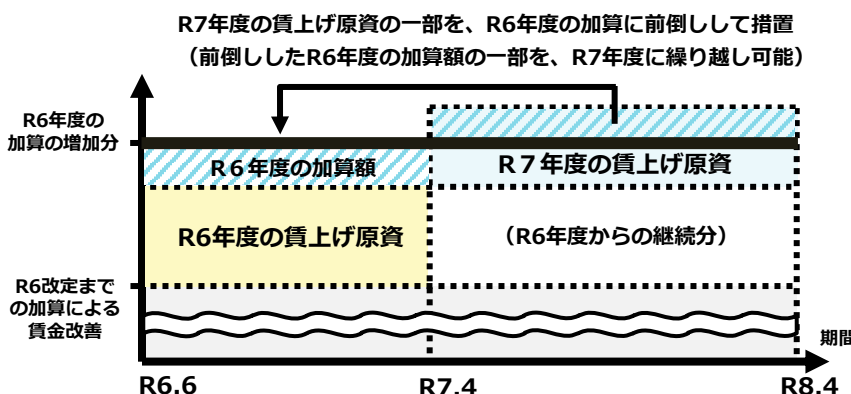 R7年度の賃上げ原資の一部を、R6年度の加算に前倒しして措置
（前倒ししたR6年度の加算額の一部を、R7年度に繰り越し可能）
R6年度の
加算の増加分
R６年度の加算額
R７年度の賃上げ原資
R6年度の賃上げ原資
（R6年度からの継続分）
R6改定まで
の加算による
賃金改善
期間
R6.6
R7.4
R8.4